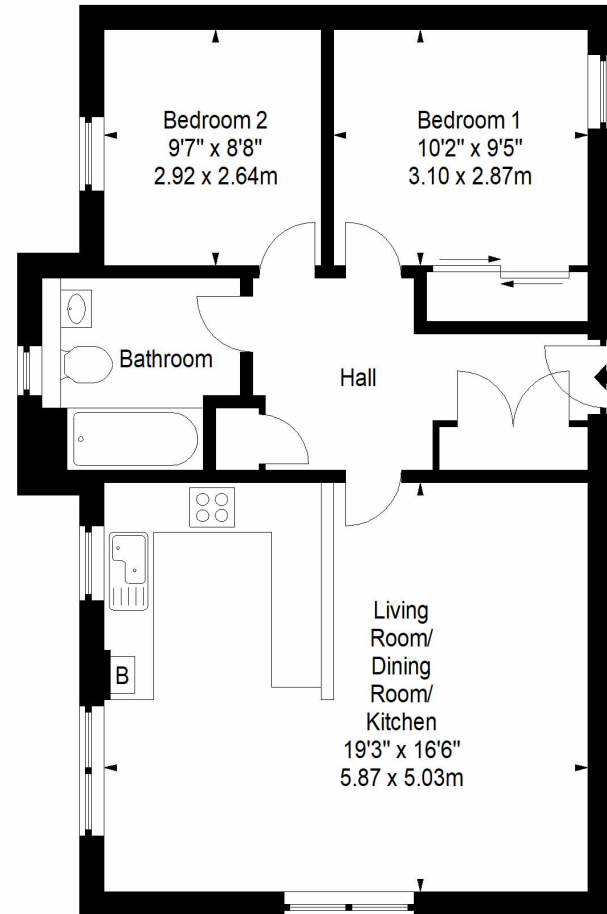 Bedroom 2
9'7" x 8'8"
2.92 x 2.64m
Bedroom 1
10'2" x 9'5"
3.10 x 2.87m
Bathroom
Hall
B
Living
Room/
Dining
Room/
Kitchen
19'3" x 16'6"
5.87 x 5.03m